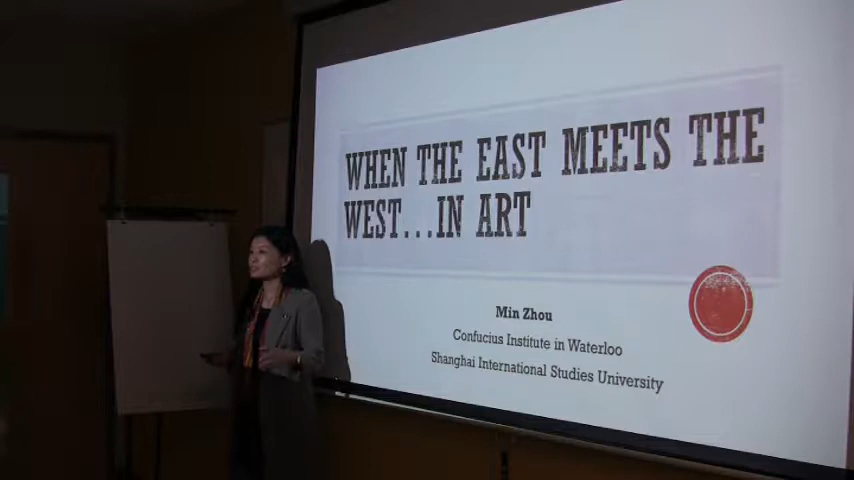 WHEN THE EAST MEETS THE
WEST...IN ART
Min Zhou
Confucius Institute in Waterloo
Shanghai International Studies University